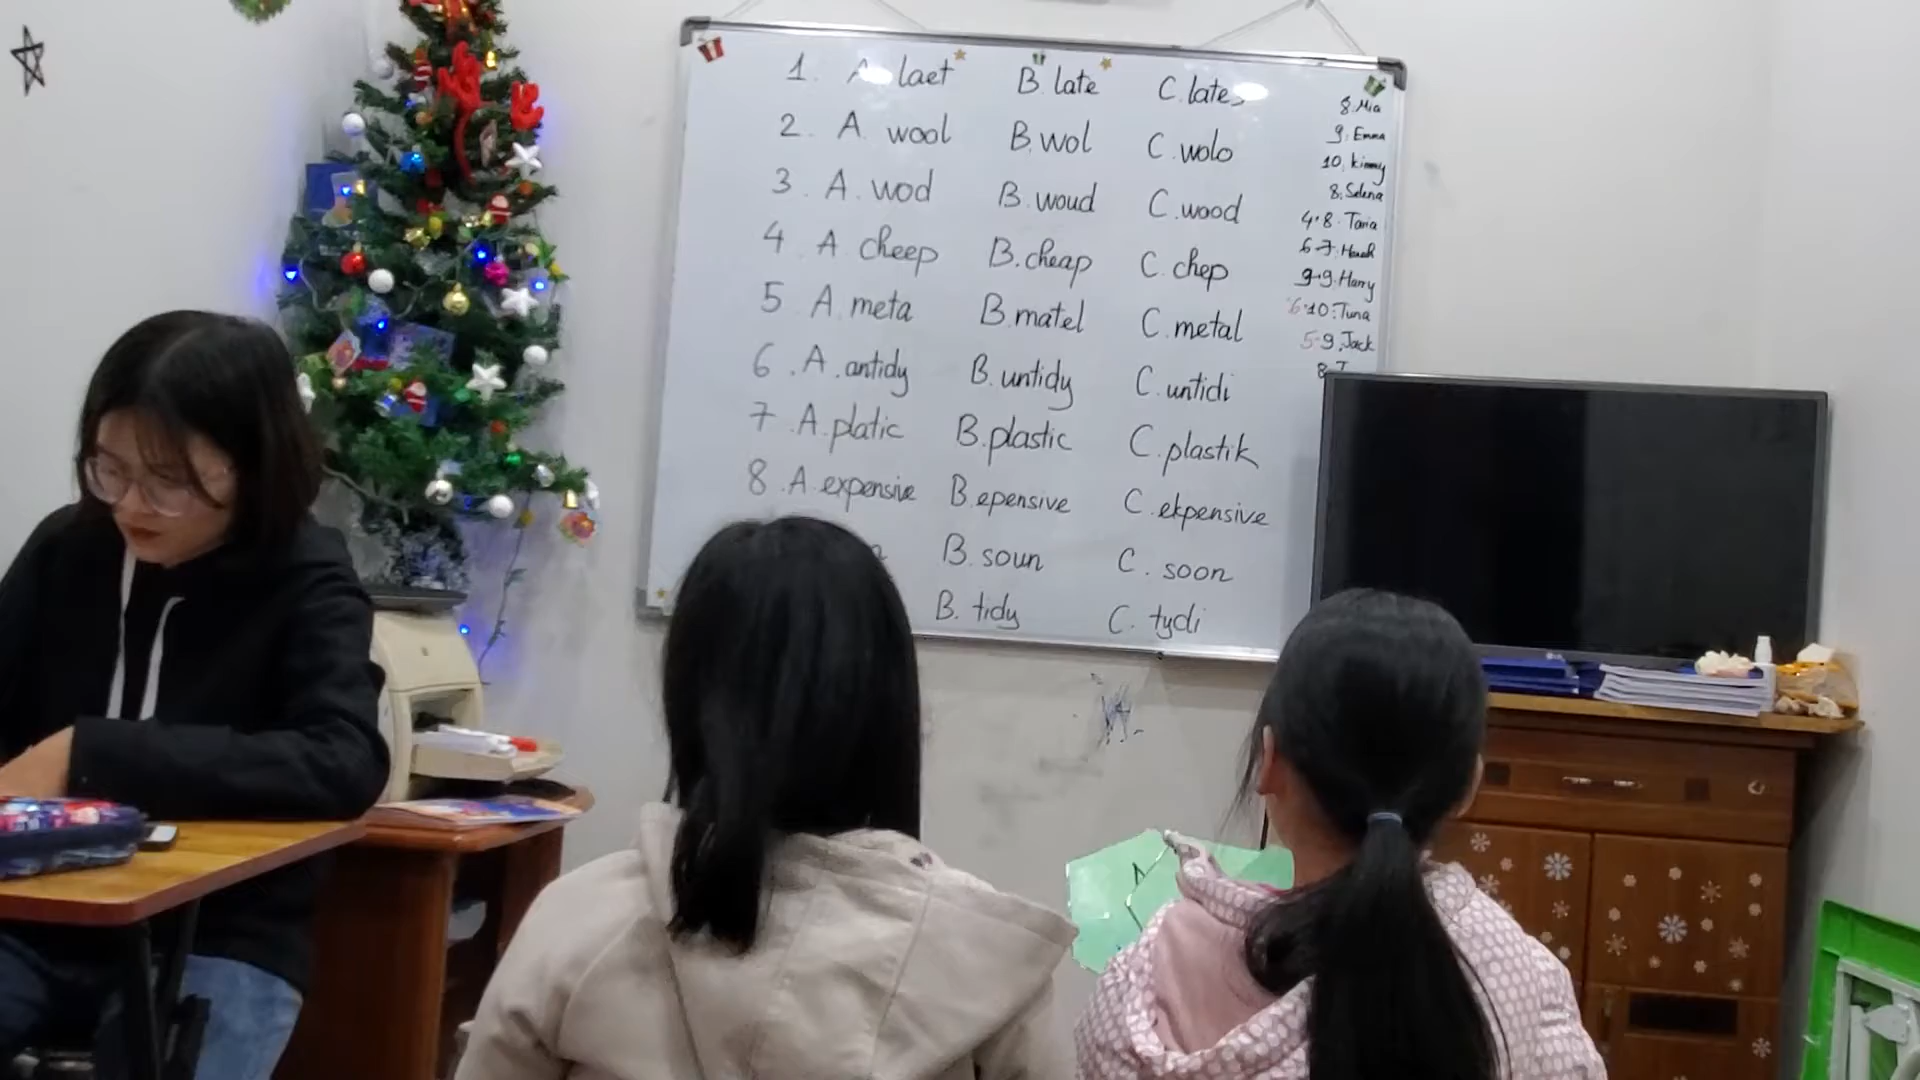 1. A laet B. late C. lates
2. A. wool B. wol C. wolo
3. A. wod B. woud C. wood
4 A cheep B. cheap C. chep
5 A. meta B. matel C. metal
6. A. antidy B. untidy C. untidi
7 A. platic B. plastic C. plastik
8. A. expensive B. epensive C. ekpensive
B. soun C. soon
B. tidy C. tydi
8. Mia
9. Emma
10. Kimmy
8. Selena
4 8. Tania
6 7.
9 9. Harry
6 10. Tuna
5 9. Jack
8
LG